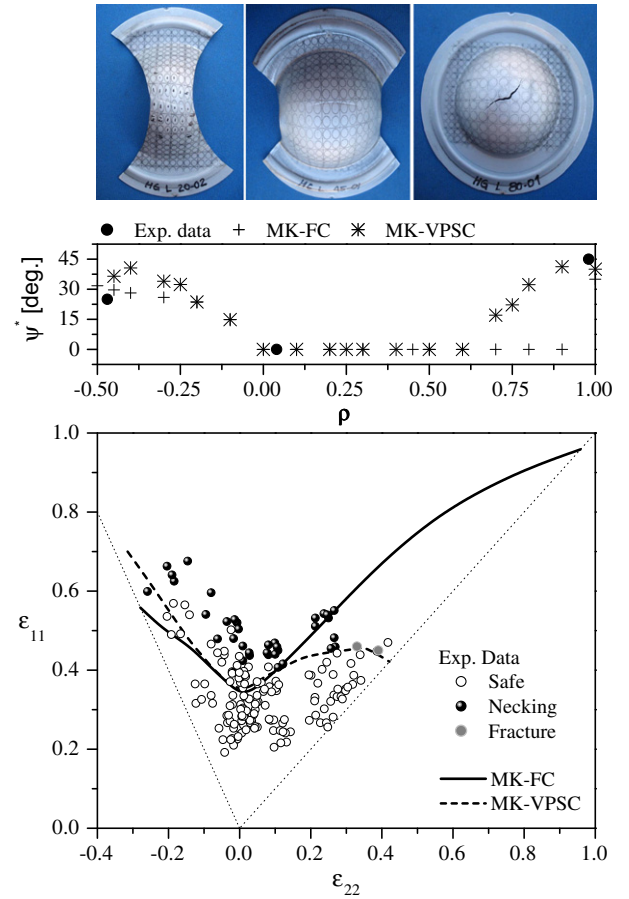 HG L 20-02
HG L 80-01
Exp. data MK-FC MK-VPSC
45
30
15
0
ψ* [deg.]
-0.50 -0.25 0.00 0.25 0.50 0.75 1.00
ρ
1.0
0.8
0.6
0.4
0.2
0.0
ε11
Exp. Data
Safe
Necking
Fracture
MK-FC
MK-VPSC
-0.4 -0.2 0.0 0.2 0.4 0.6 0.8 1.0
ε22